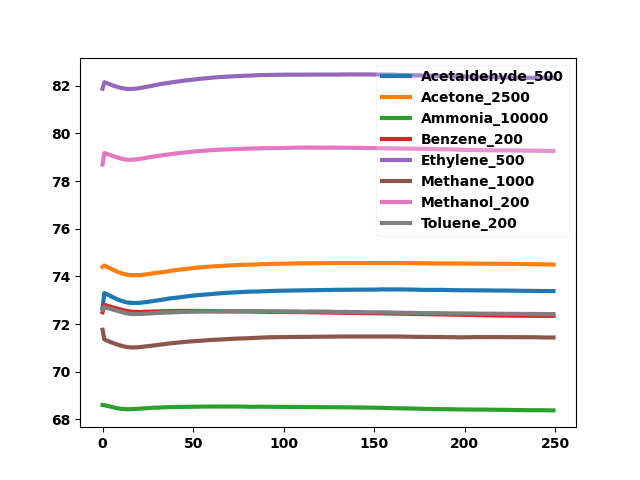 82
80
78
76
74
72
70
68
0 50 100 150 200 250
Acetaldehyde_500
Acetone_2500
Ammonia_10000
Benzene_200
Ethylene_500
Methane_1000
Methanol_200
Toluene_200